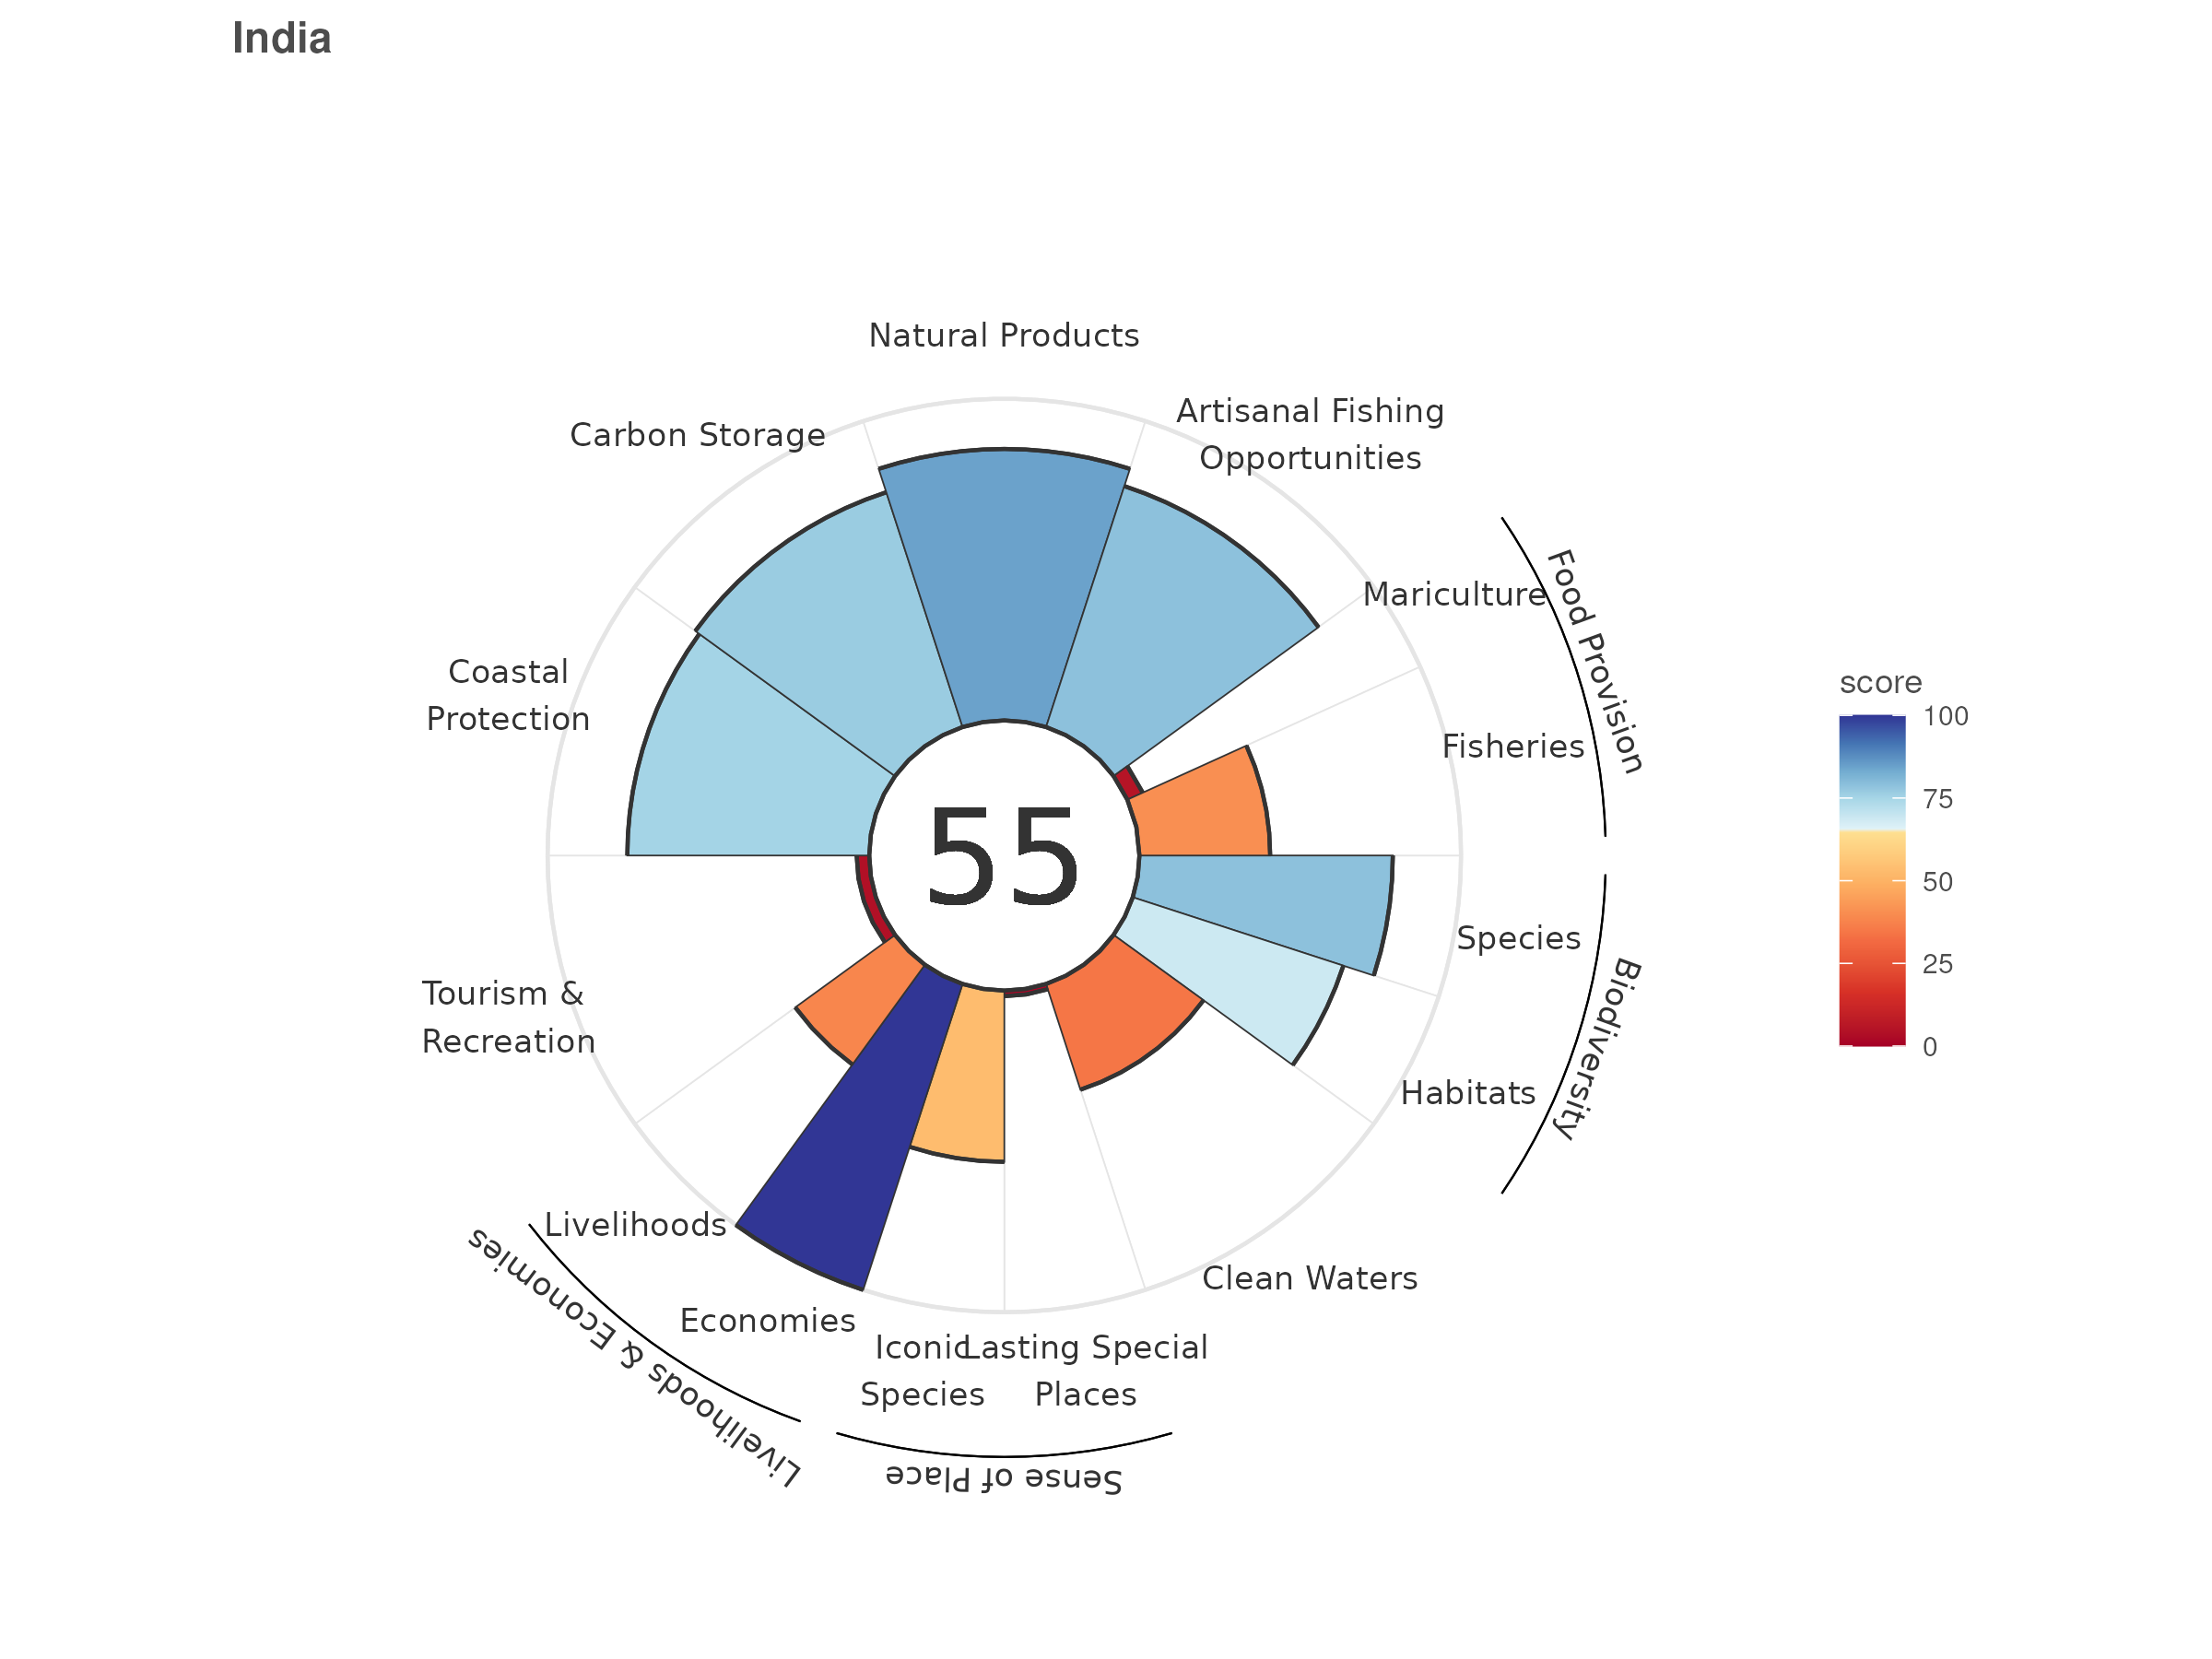 India
Natural Products
Artisanal Fishing
Opportunities
Carbon Storage
Mariculture
Food Provision
Coastal
Protection
Fisheries
score
100
75
50
25
0
55
Species
Biodiversity
Tourism &
Recreation
Habitats
Livelihoods
Clean Waters
Economies
Livelihoods & Economies
Iconic
Species
Lasting Special
Places
Sense of Place